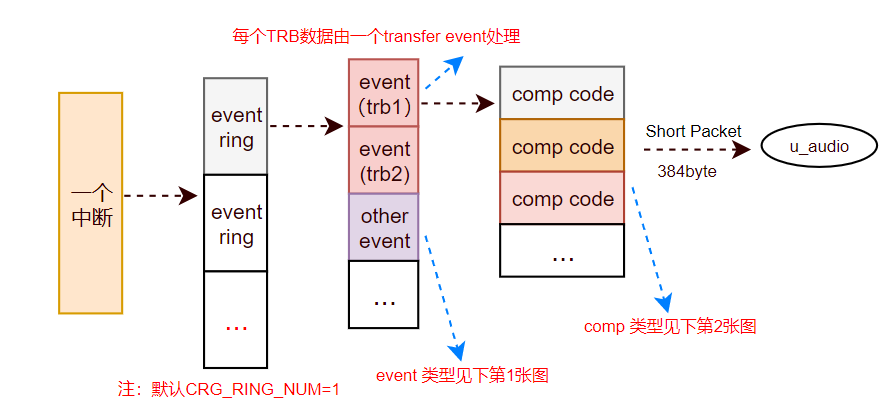 每个TRB数据由一个transfer event处理
一个
中断
event
ring
event
ring
...
event
（trb1）
event
(trb2)
other
event
...
comp code
comp code
comp code
...
Short Packet
384byte
u_audio
comp 类型见下第2张图
event 类型见下第1张图
注：默认CRG_RING_NUM=1